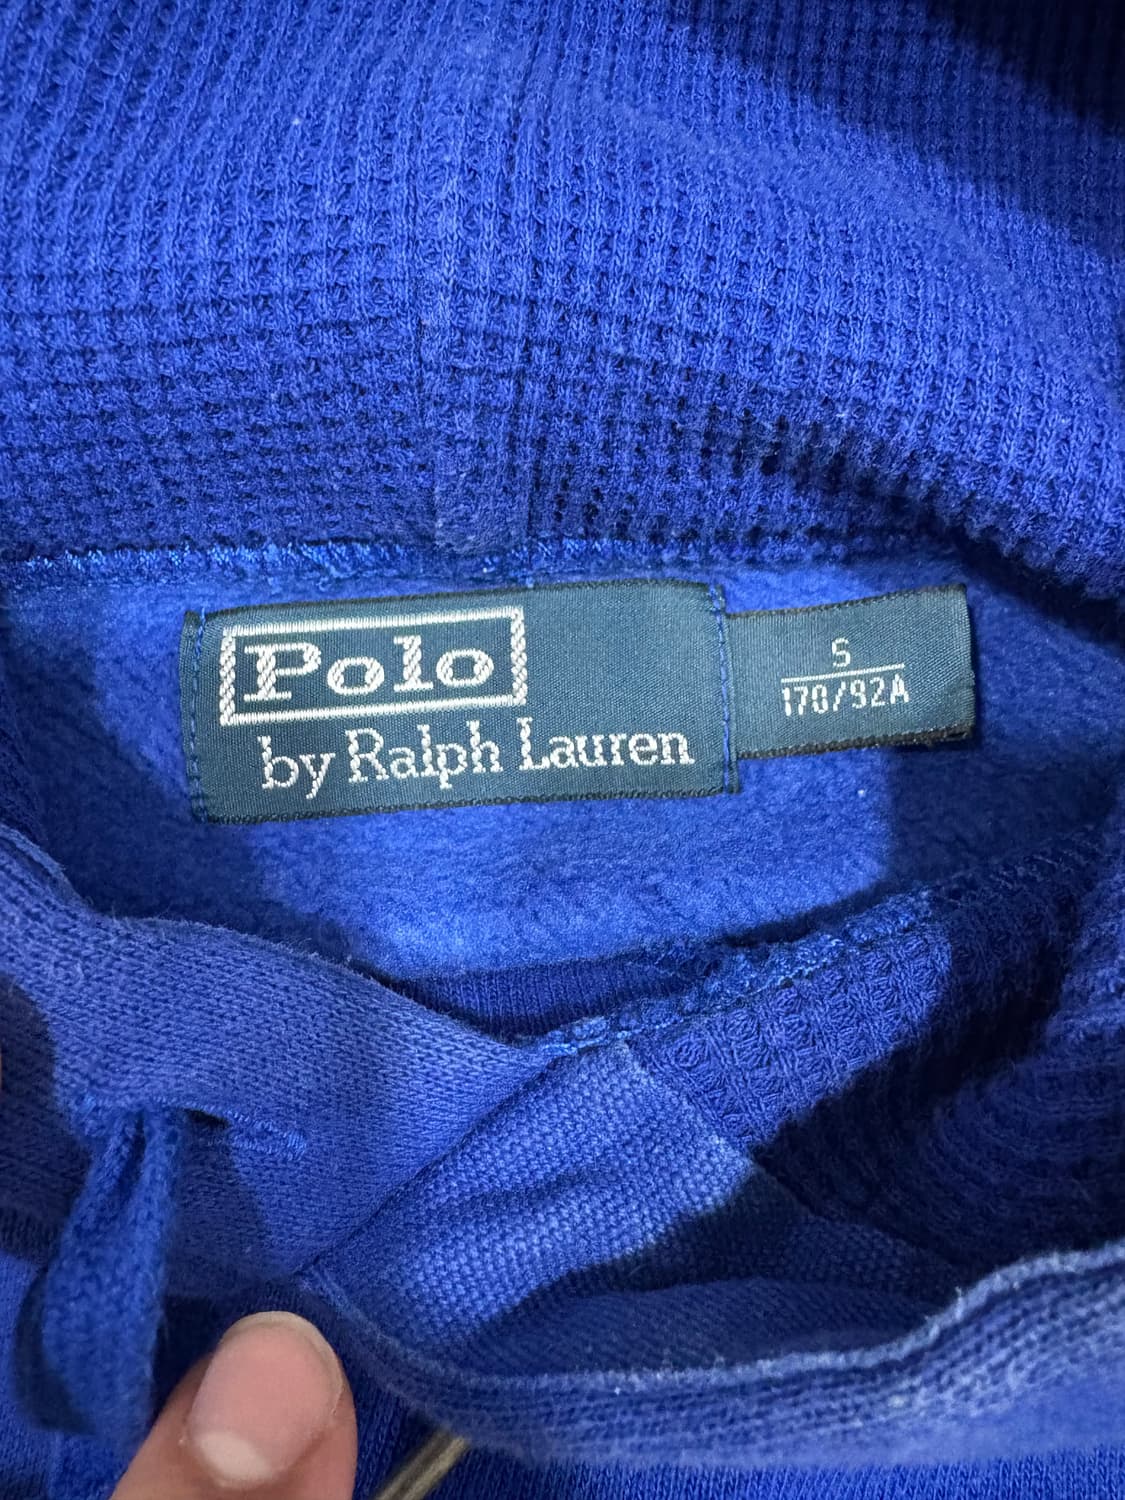 Polo
by Ralph Lauren
S
170/92A